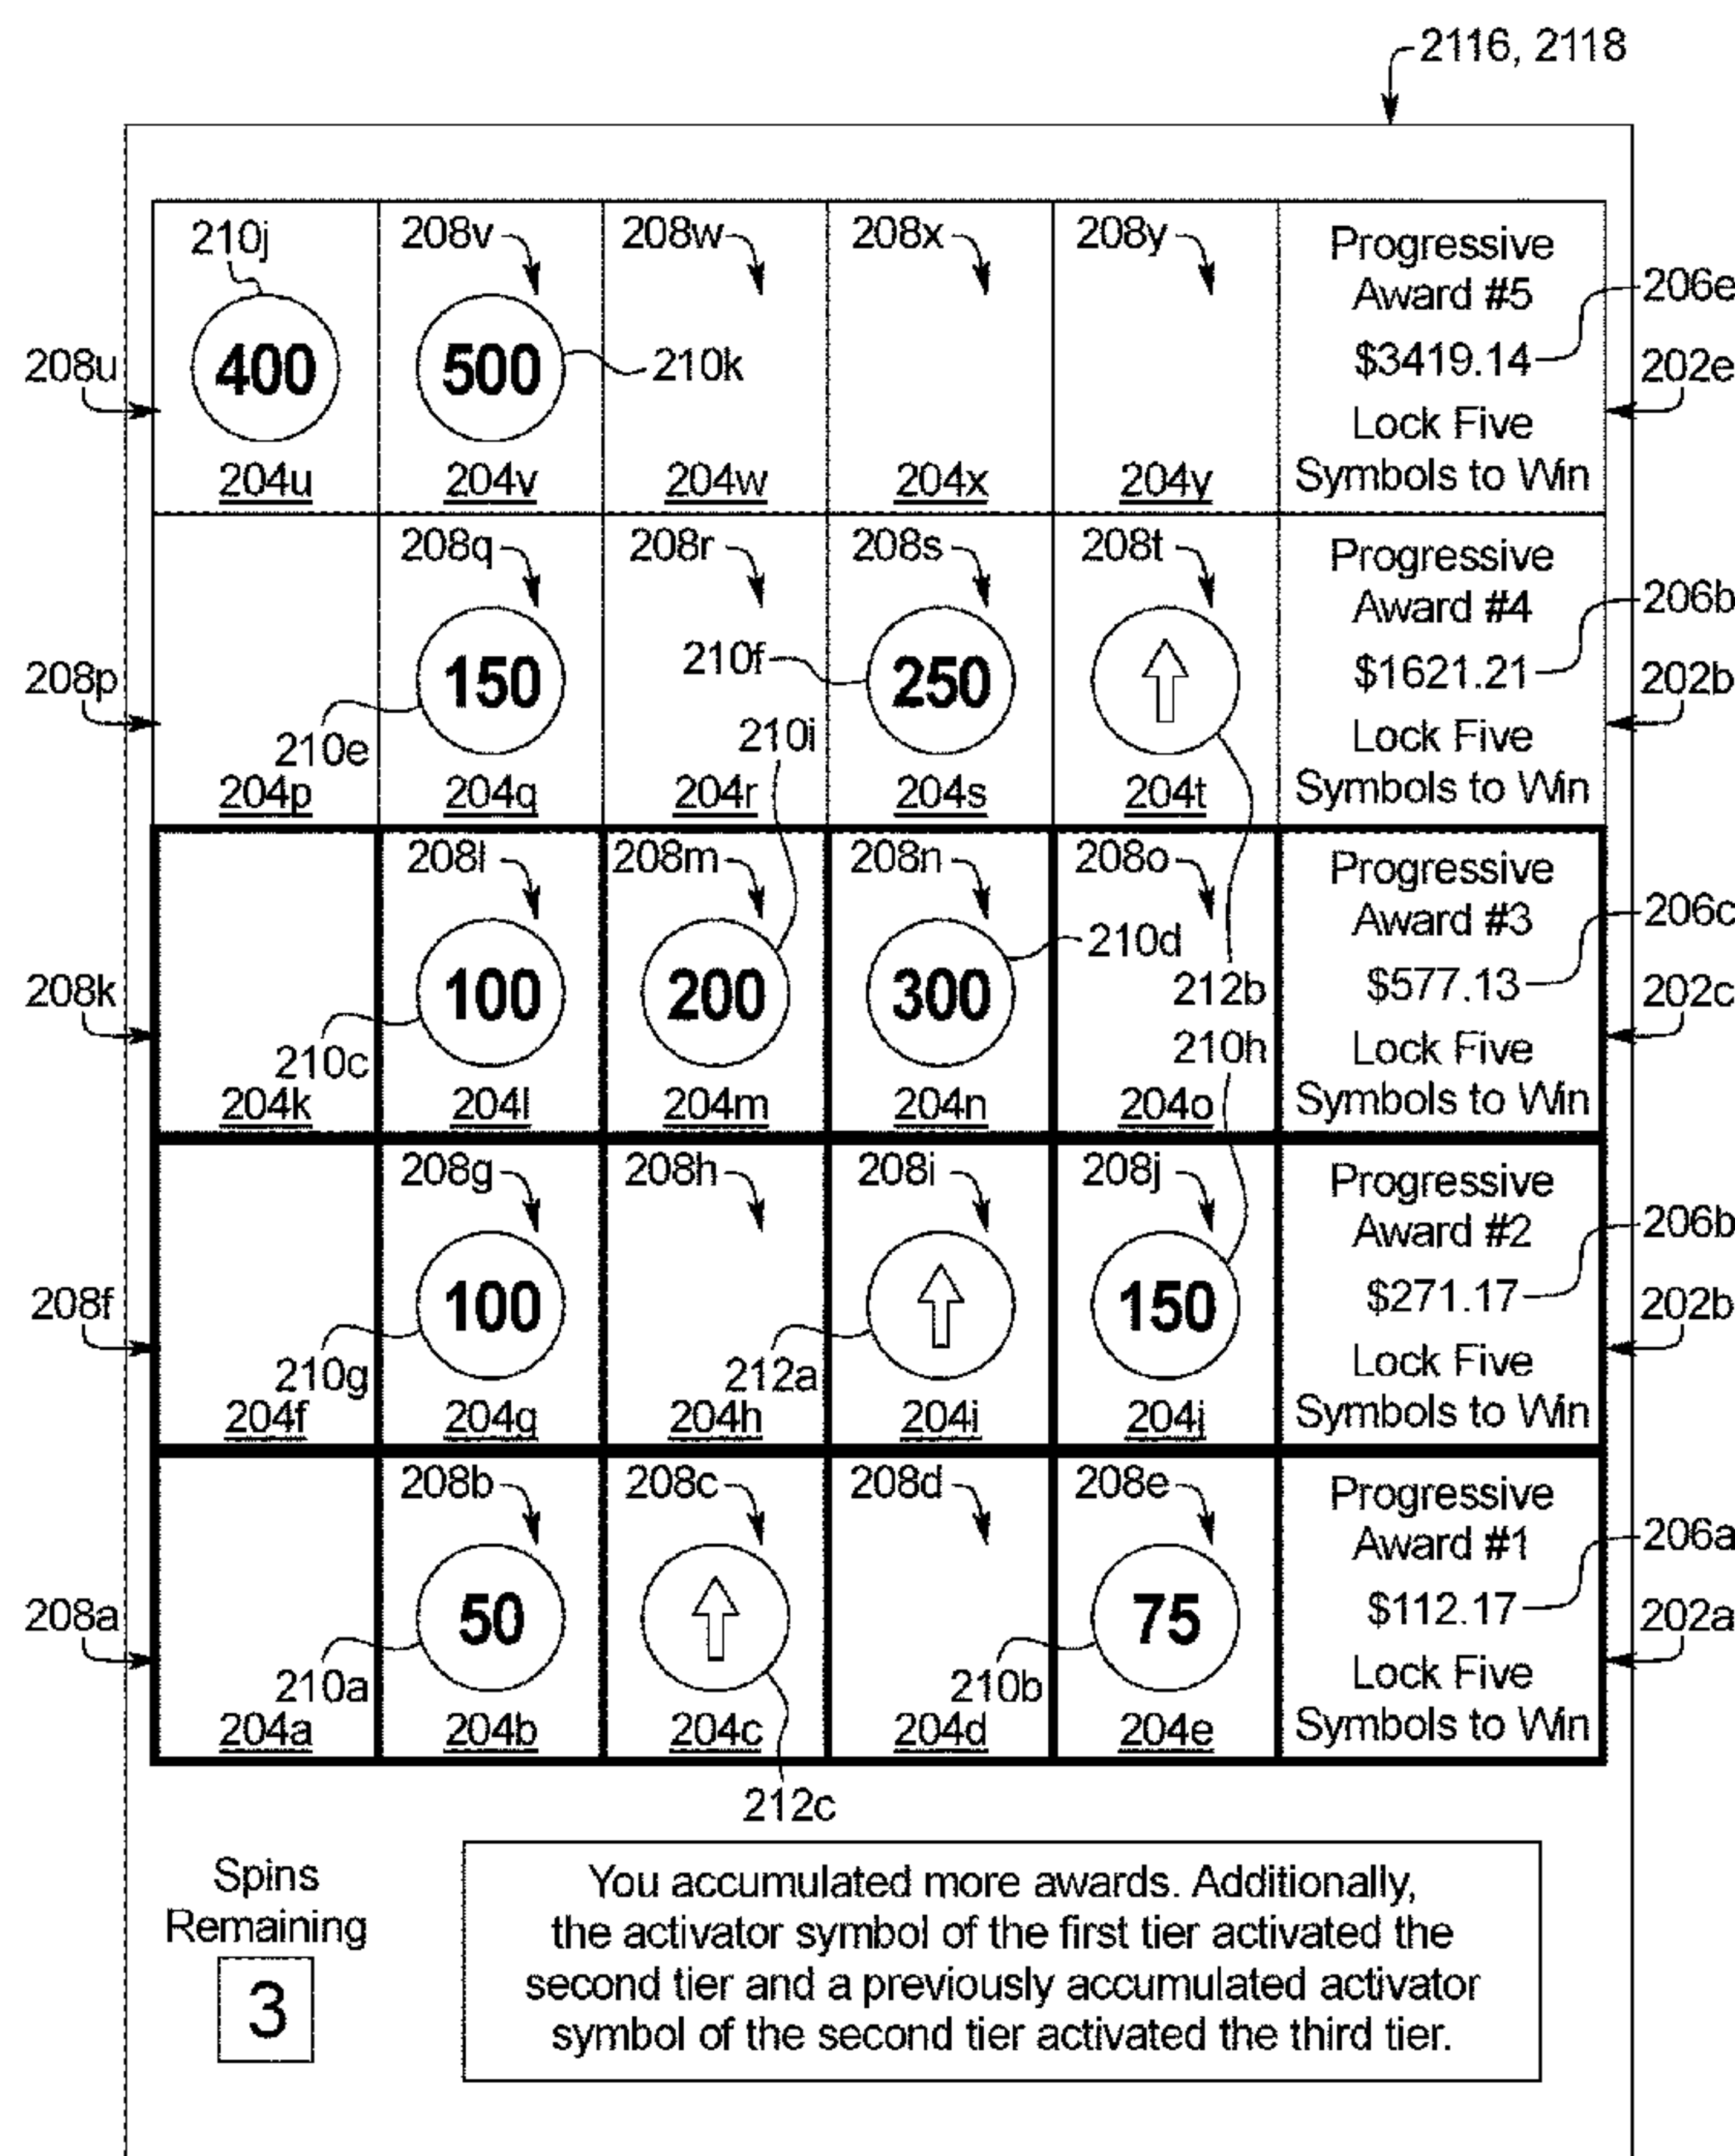 2116, 2118
210j 208v 208w 208x 208y Progressive
Award #5 206e
400 500 210k $3419.14
208u 202e
Lock Five
204u 204v 204w 204x 204y Symbols to Win
208q 208r 208s 208t Progressive
Award #4 206b
150 210f 250 $1621.21
208p 202b
210e 210i Lock Five
204p 204q 204r 204s 204t Symbols to Win
208l 208m 208n 208o Progressive
Award #3 206c
210d
100 200 300 212b $577.13
208k 202c
210c 210h Lock Five
204k 204l 204m 204n 204o Symbols to Win
208g 208h 208i 208j Progressive
Award #2 206b
100 150 $271.17
208f 202b
210g 212a Lock Five
204f 204g 204h 204i 204j Symbols to Win
208b 208c 208d 208e Progressive
Award #1 206a
50 75 $112.17
208a 202a
210a 210b Lock Five
204a 204b 204c 204d 204e Symbols to Win
212c
Spins
Remaining
3
You accumulated more awards. Additionally,
the activator symbol of the first tier activated the
second tier and a previously accumulated activator
symbol of the second tier activated the third tier.